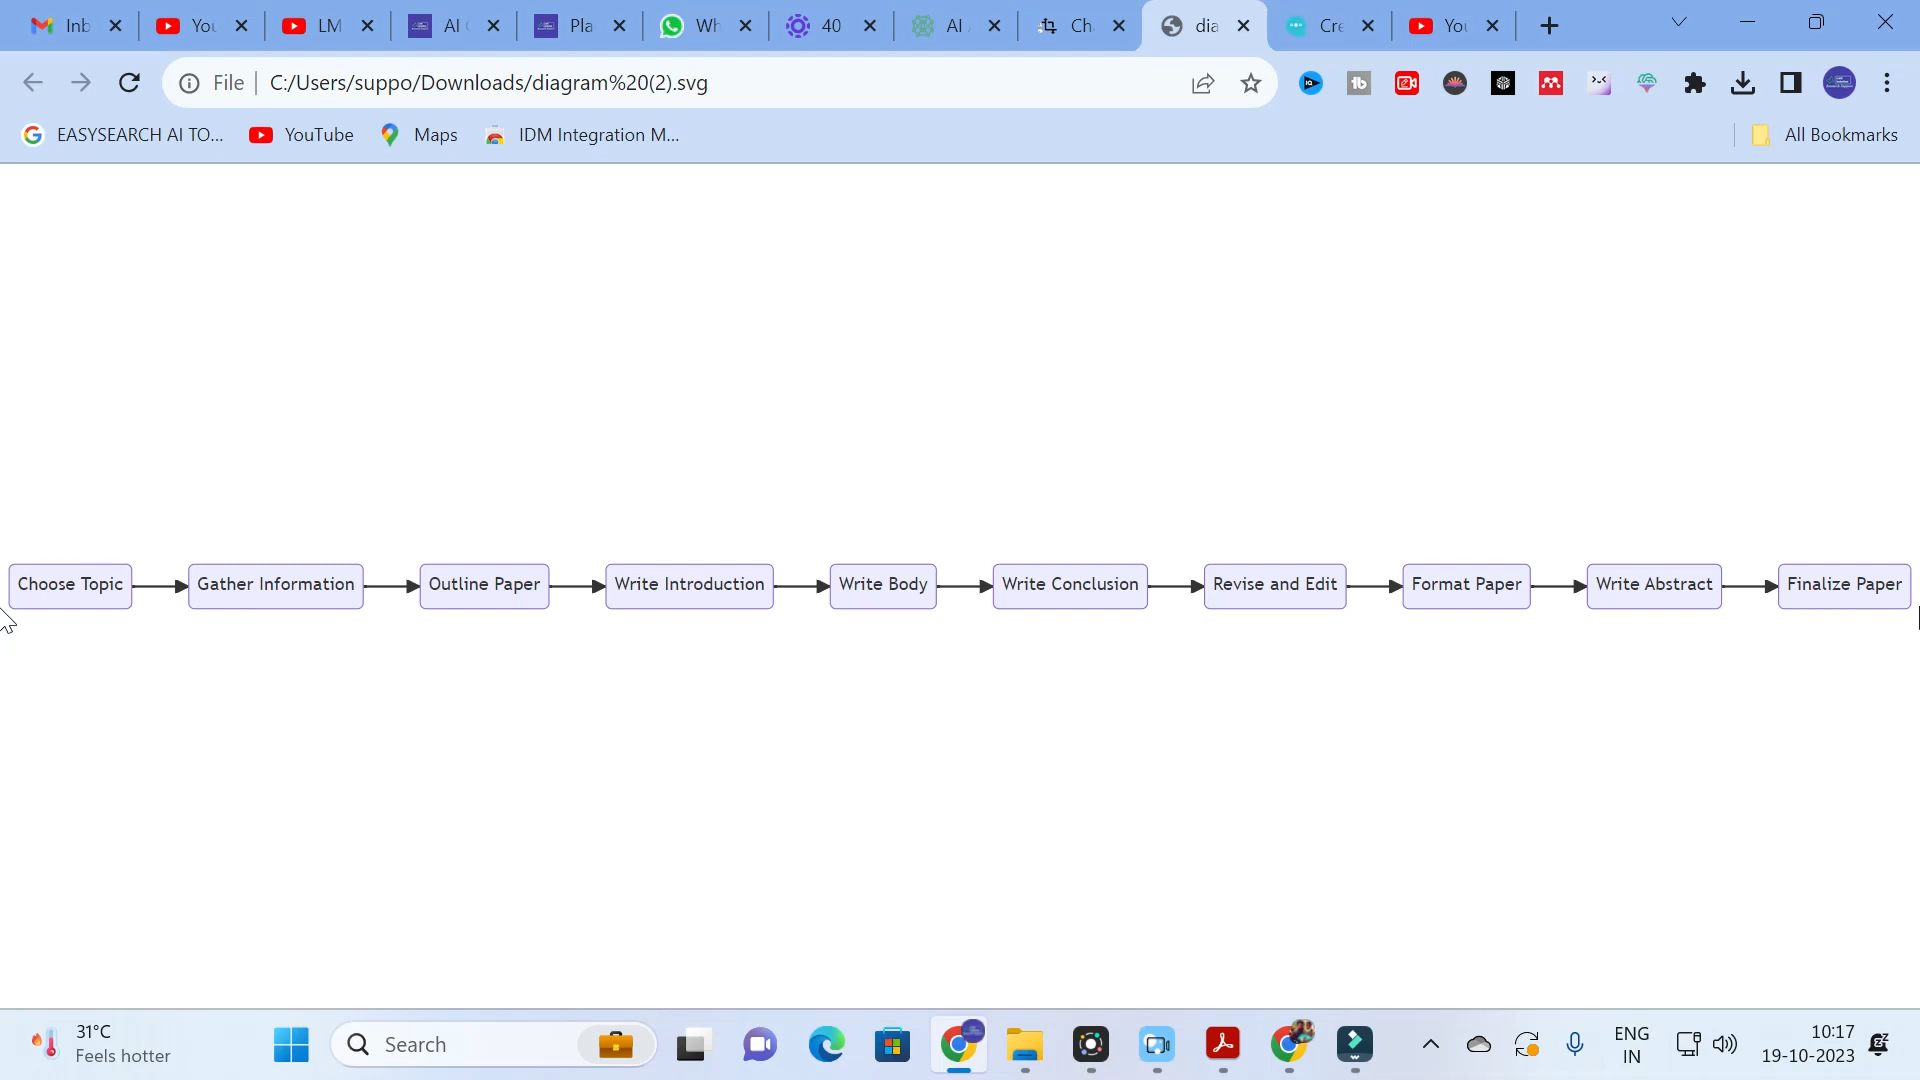 Inb
You
LM
AI
Pla
Wh
40
AI
Ch
dia
Cre
You
File
C:/Users/suppo/Downloads/diagram%20(2).svg
EASYSEARCH AI TO...
YouTube
Maps
IDM Integration M...
All Bookmarks
Choose Topic
Gather Information
Outline Paper
Write Introduction
Write Body
Write Conclusion
Revise and Edit
Format Paper
Write Abstract
Finalize Paper
31°C
Feels hotter
Search
ENG
IN
10:17
19-10-2023